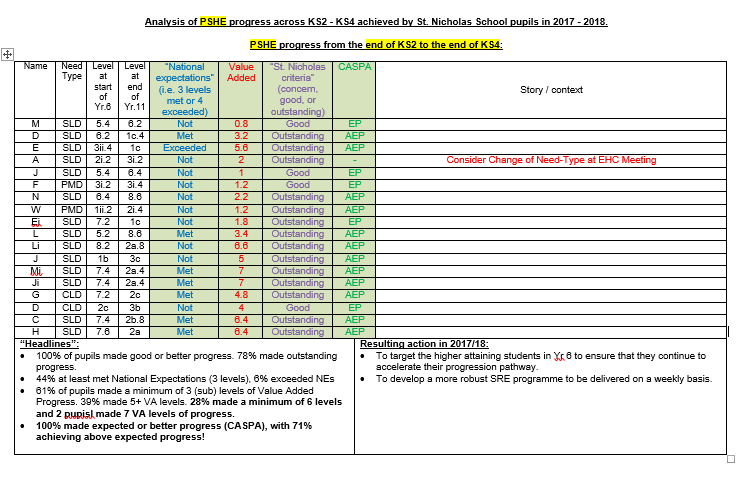 Analysis of PSHE progress across KS2 - KS4 achieved by St. Nicholas School pupils in 2017 - 2018.
PSHE progress from the end of KS2 to the end of KS4:
Name Need Type Level at start of Yr.6 Level at end of Yr.11 "National expectations" (i.e. 3 levels met or 4 exceeded) Value Added "St. Nicholas criteria" (concern, good, or outstanding) CASPA Story / context
M SLD 5.4 6.2 Not 0.8 Good EP
D SLD 6.2 1c.4 Met 3.2 Outstanding AEP
E SLD 3ii.4 1c Exceeded 5.6 Outstanding AEP
A SLD 2i.2 3i.2 Not 2 Outstanding - Consider Change of Need-Type at EHC Meeting
J SLD 5.4 6.4 Not 1 Good EP
F PMD 3i.2 3i.4 Not 1.2 Good EP
N SLD 6.4 8.6 Not 2.2 Outstanding AEP
W PMD 1ii.2 2i.4 Not 1.2 Outstanding AEP
Ei SLD 7.2 1c Not 1.8 Outstanding EP
L SLD 5.2 8.6 Met 3.4 Outstanding AEP
Li SLD 8.2 2a.8 Not 6.6 Outstanding AEP
J SLD 1b 3c Not 5 Outstanding AEP
Mi SLD 7.4 2a.4 Met 7 Outstanding AEP
Ji SLD 7.4 2a.4 Met 7 Outstanding AEP
G CLD 7.2 2c Met 4.8 Outstanding AEP
D CLD 2c 3b Not 4 Good EP
C SLD 7.4 2b.8 Met 6.4 Outstanding AEP
H SLD 7.6 2a Met 6.4 Outstanding AEP
"Headlines":
• 100% of pupils made good or better progress. 78% made outstanding
progress.
• 44% at least met National Expectations (3 levels), 6% exceeded NEs
• 61% of pupils made a minimum of 3 (sub) levels of Value Added
Progress. 39% made 5+ VA levels. 28% made a minimum of 6 levels
and 2 pupisl made 7 VA levels of progress.
• 100% made expected or better progress (CASPA), with 71%
achieving above expected progress!
Resulting action in 2017/18:
• To target the higher attaining students in Yr 6 to ensure that they continue to
accelerate their progression pathway.
• To develop a more robust SRE programme to be delivered on a weekly basis.